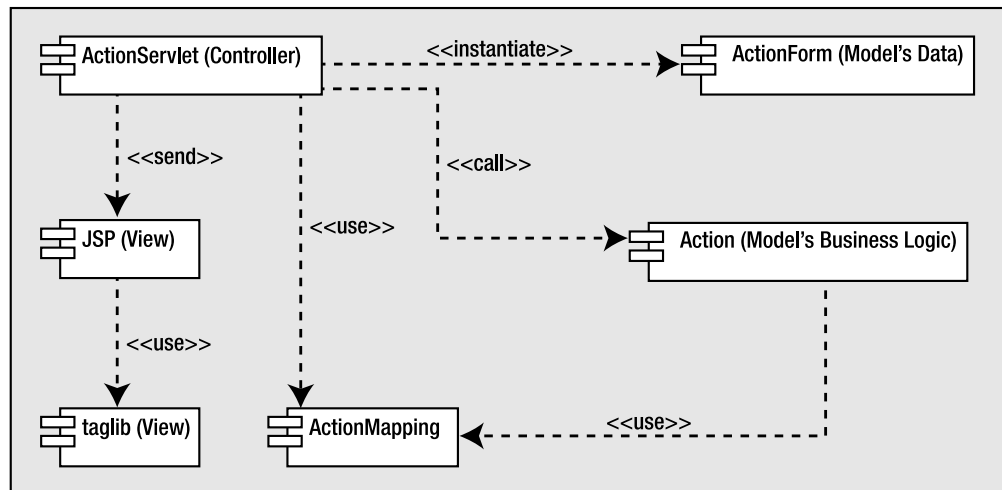 ActionServlet (Controller)
<<instantiate>>
ActionForm (Model's Data)
<<send>>
<<call>>
<<use>>
JSP (View)
Action (Model's Business Logic)
<<use>>
taglib (View)
ActionMapping
<<use>>